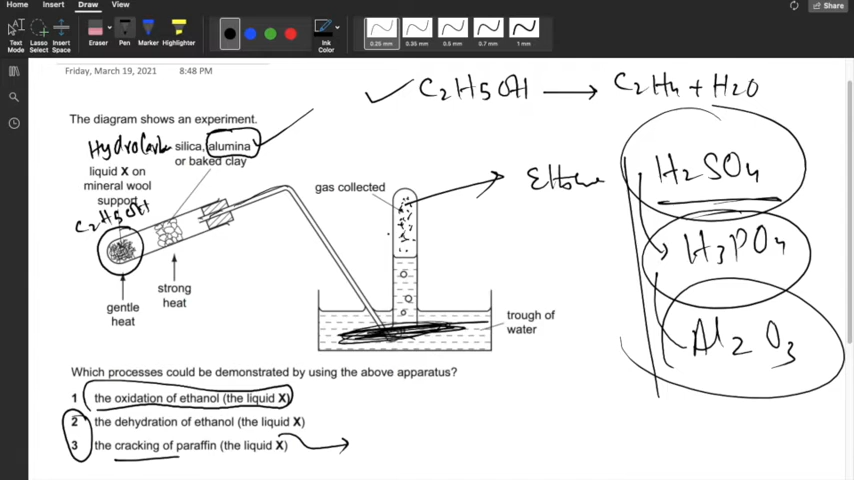 Home Insert Draw View Share
Text Mode Lasso Select Insert Space Eraser Pen Marker Highlighter Ink Color 0.25 mm 0.35 mm 0.5 mm 0.7 mm 1 mm
Friday, March 19, 2021 8:48 PM
C2H5OH → C2H4 + H2O
The diagram shows an experiment.
Hydrocarbon
silica, alumina
or baked clay
liquid X on
mineral wool
support
C2H5OH
gentle
heat
strong
heat
gas collected
Ethene
trough of
water
H2SO4
H3PO4
Al2O3
Which processes could be demonstrated by using the above apparatus?
1 the oxidation of ethanol (the liquid X)
2 the dehydration of ethanol (the liquid X)
3 the cracking of paraffin (the liquid X)